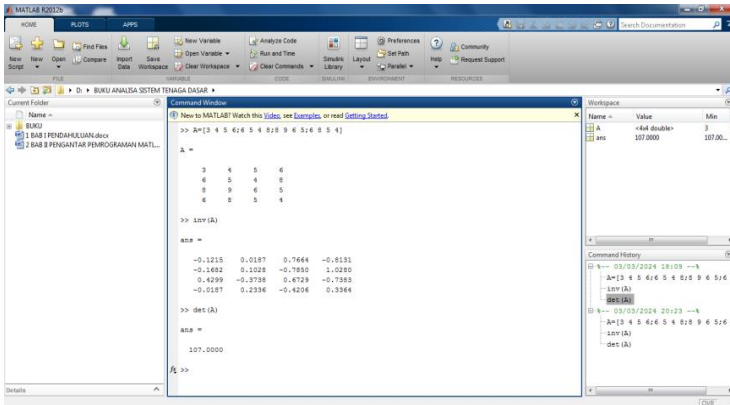 MATLAB R2012b
HOME PLOTS APPS
Search Documentation
New Script
New
Open
Find Files
Compare
Import Data
Save Workspace
New Variable
Open Variable
Clear Workspace
Analyze Code
Run and Time
Clear Commands
Simulink Library
Layout
Preferences
Set Path
Parallel
Help
Community
Request Support
FILE VARIABLE CODE SIMULINK ENVIRONMENT RESOURCES
D: BUKU ANALISA SISTEM TENAGA DASAR
Current Folder
Name
BUKU
1 BAB I PENDAHULUAN.docx
2 BAB II PENGANTAR PEMROGRAMAN MATL...
Details
Command Window
New to MATLAB? Watch this Video, see Examples, or read Getting Started.
>> A=[3 4 5 6;6 5 4 8;8 9 6 5;6 8 5 4]
A =
3 4 5 6
6 5 4 8
8 9 6 5
6 8 5 4
>> inv(A)
ans =
-0.1215 0.0187 0.7664 -0.8131
-0.1682 0.1028 -0.7850 1.0280
0.4299 -0.3738 0.6729 -0.7383
-0.0187 0.2336 -0.4206 0.3364
>> det(A)
ans =
107.0000
fx >>
Workspace
Name Value Min
A <4x4 double> 3
ans 107.0000 107.00...
Command History
%-- 03/03/2024 18:09 --%
A=[3 4 5 6;6 5 4 8;8 9 6 5;6
inv(A)
det(A)
%-- 03/03/2024 20:23 --%
A=[3 4 5 6;6 5 4 8;8 9 6 5;6
inv(A)
det(A)
OVR